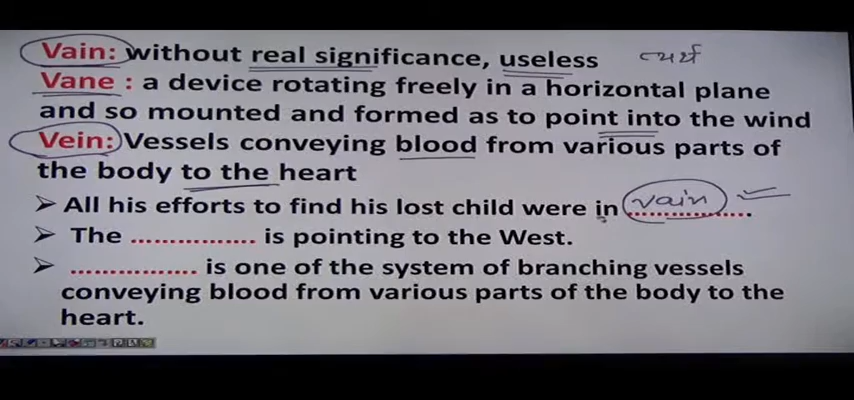 Vain: without real significance, useless व्यर्थ
Vane : a device rotating freely in a horizontal plane
and so mounted and formed as to point into the wind
Vein: Vessels conveying blood from various parts of
the body to the heart
➢ All his efforts to find his lost child were in vain..................
➢ The ................ is pointing to the West.
➢ ................ is one of the system of branching vessels
conveying blood from various parts of the body to the
heart.